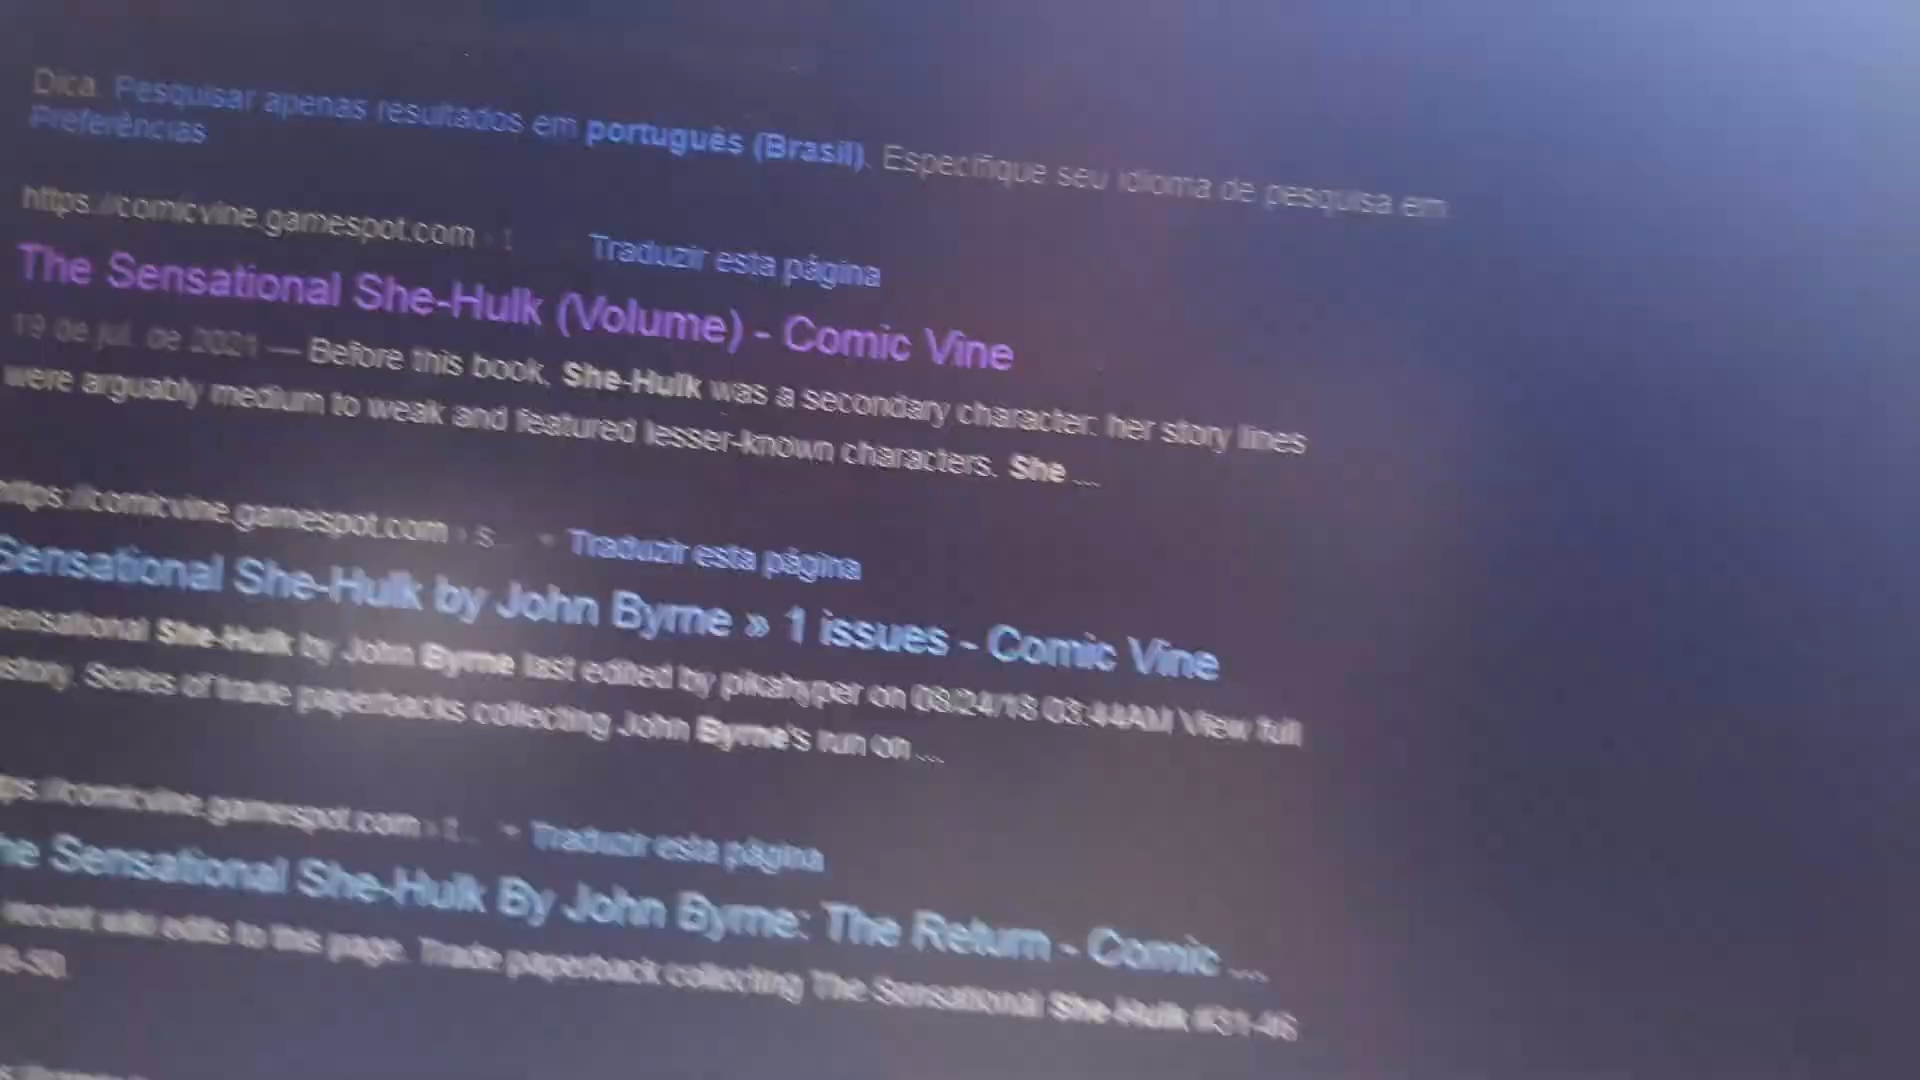 Dica. Pesquisar apenas resultados em português (Brasil). Especifique seu idioma de pesquisa em
Preferências
https://comicvine.gamespot.com
Traduzir esta página
The Sensational She-Hulk (Volume) - Comic Vine
19 de jul. de 2021 — Before this book, She-Hulk was a secondary character: her story lines
were arguably medium to weak and featured lesser-known characters. She ...
https://comicvine.gamespot.com › s...
Traduzir esta página
Sensational She-Hulk by John Byrne » 1 issues - Comic Vine
She-Hulk by John Byrne last edited by pikahyper on 03:44AM View full
Series of trade paperbacks collecting John Byrne's run on ...
comicvine.gamespot.com › t...
Traduzir esta página
The Sensational She-Hulk By John Byrne: The Return - Comic ...
recent wiki edits to this page. Trade paperback collecting The Sensational She-Hulk #31-46